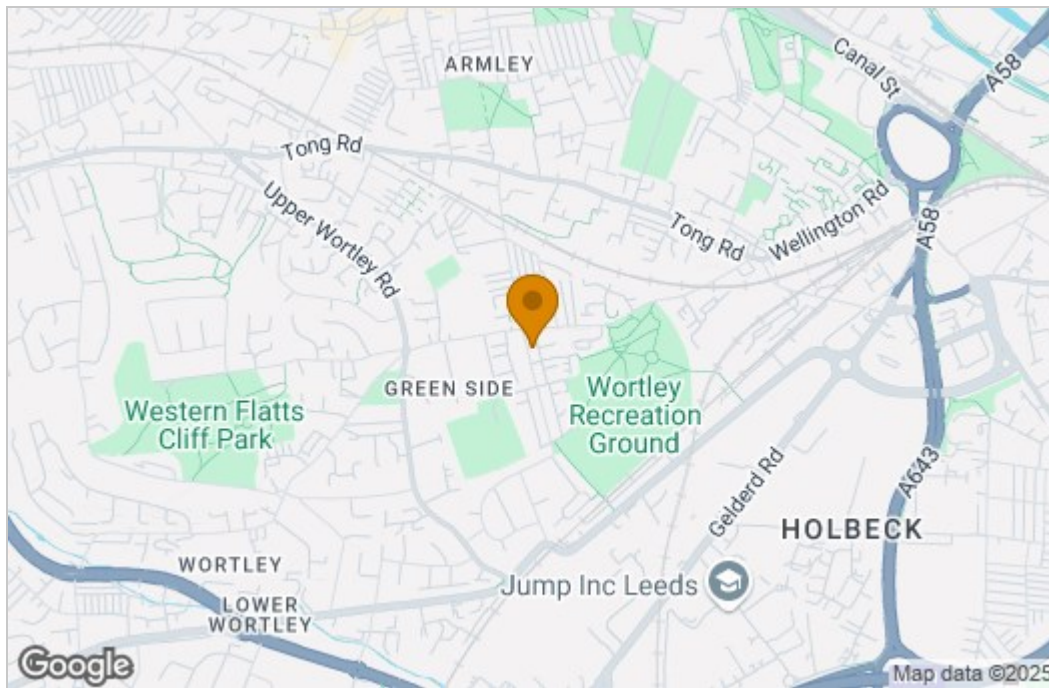 ARMLEY
Canal St
A58
Tong Rd
Upper Wortley Rd
Tong Rd
Wellington Rd
A58
GREEN SIDE
Western Flatts
Cliff Park
Wortley
Recreation
Ground
Gelderd Rd
A643
HOLBECK
WORTLEY
Jump Inc Leeds
LOWER
WORTLEY
Google
Map data ©2025